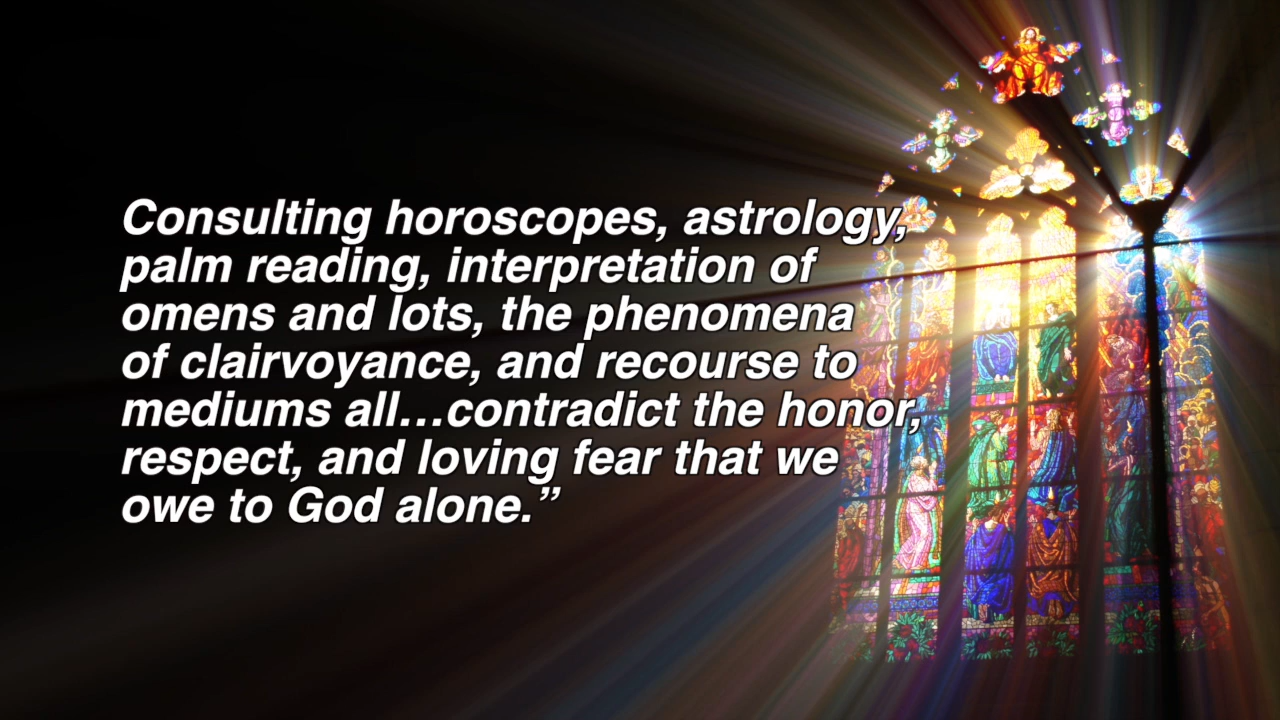 Consulting horoscopes, astrology,
palm reading, interpretation of
omens and lots, the phenomena
of clairvoyance, and recourse to
mediums all…contradict the honor,
respect, and loving fear that we
owe to God alone.”